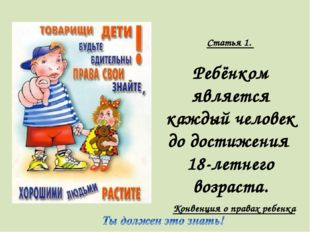 ТОВАРИЩИ ДЕТИ!
БУДЬТЕ
БДИТЕЛЬНЫ
ПРАВА СВОИ
ЗНАЙТЕ,
ХОРОШИМИ ЛЮДЬМИ
РАСТИТЕ
Статья 1.
Ребёнком
является
каждый человек
до достижения
18-летнего
возраста.
Конвенция о правах ребенка
Ты должен это знать!